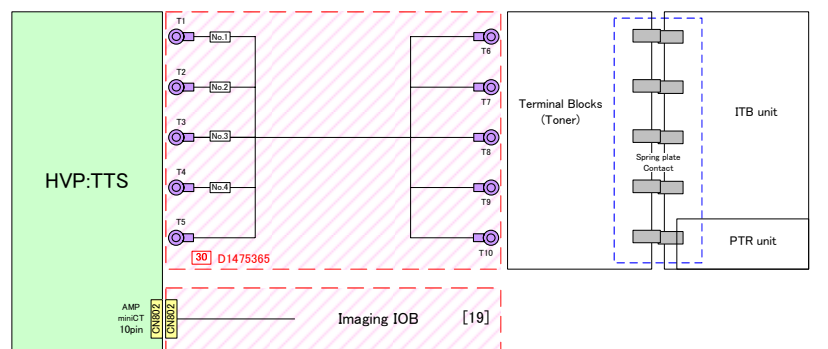 T1
No.1
T6
T2
No.2
T7
Terminal Blocks
(Toner)
ITB unit
T3
No.3
T8
Spring plate
Contact
HVP:TTS
T4
No.4
T9
T5
T10
PTR unit
30 D1475365
AMP
miniCT
10pin
CN802
CN802
Imaging IOB [19]